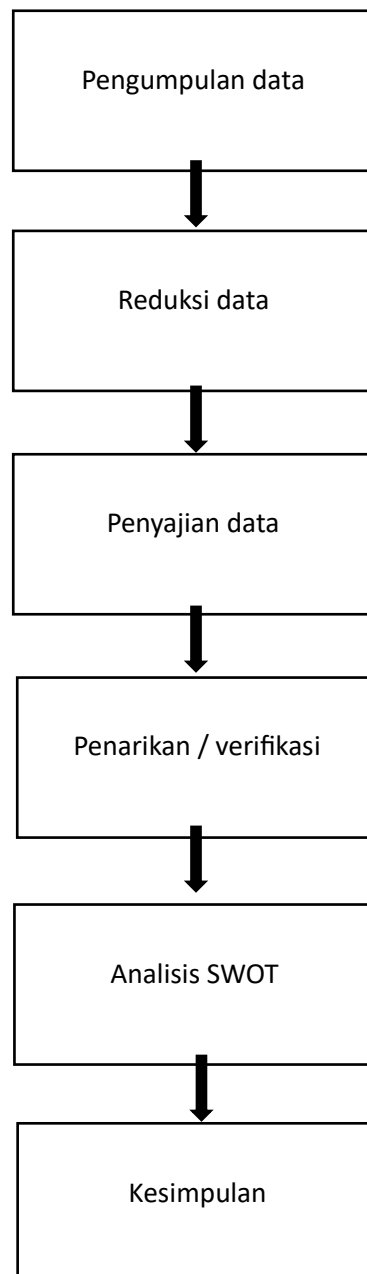 Pengumpulan data
Reduksi data
Penyajian data
Penarikan / verifikasi
Analisis SWOT
Kesimpulan